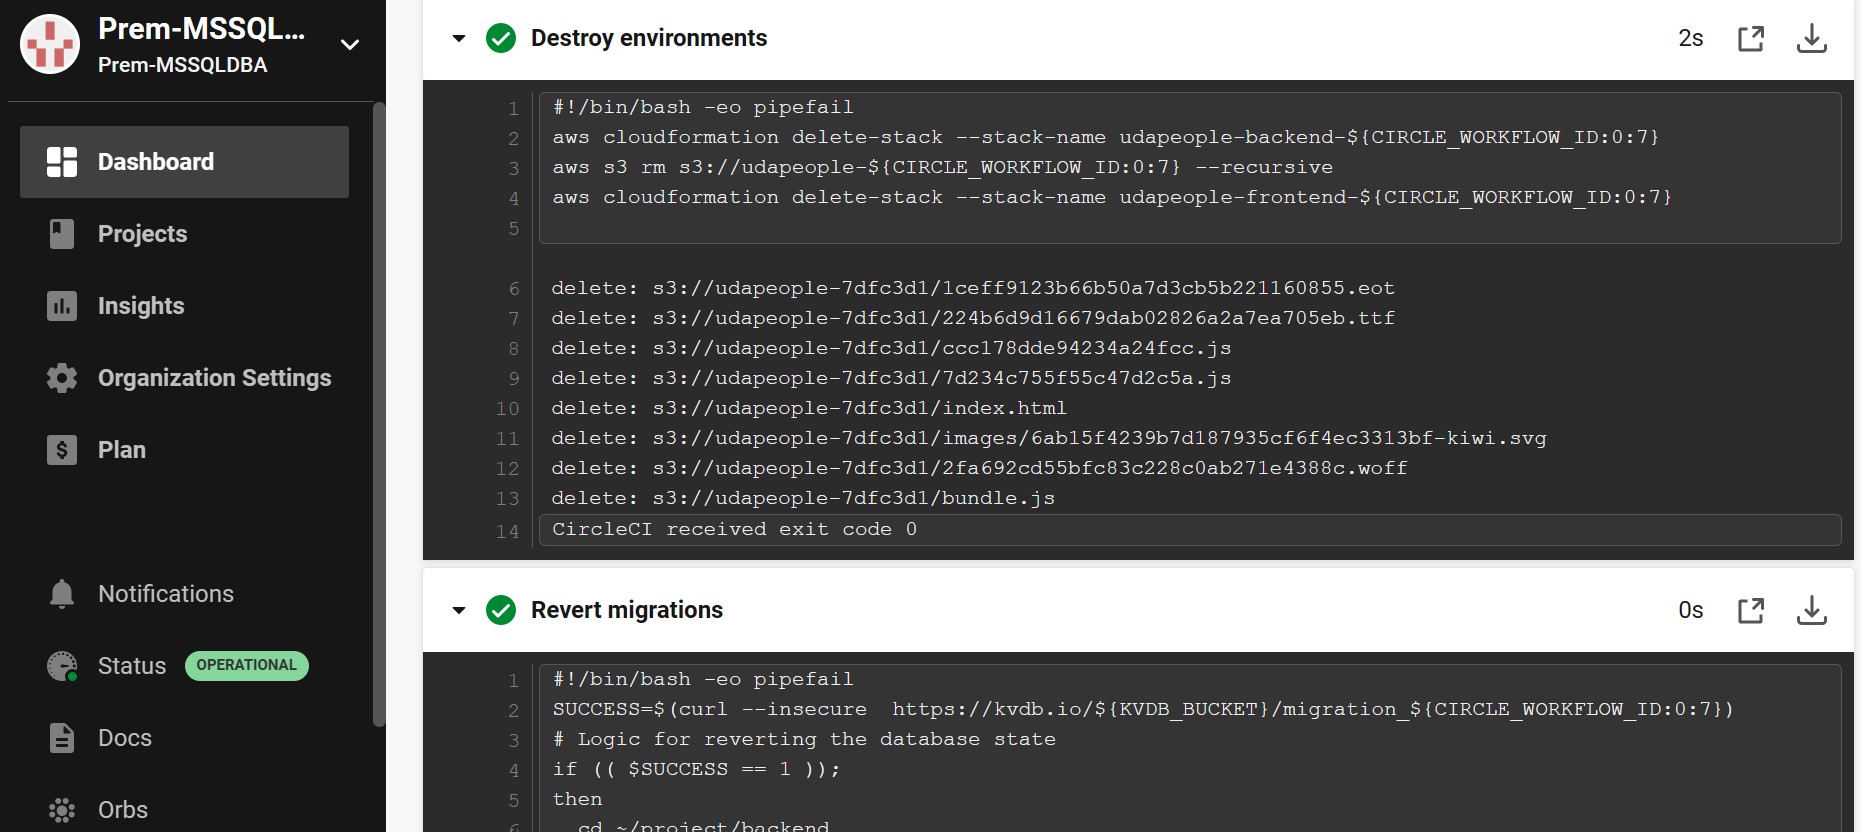 Prem-MSSQL...
Prem-MSSQLDBA
Dashboard
Projects
Insights
Organization Settings
$ Plan
Notifications
Status OPERATIONAL
Docs
Orbs
Destroy environments 2s
1 #!/bin/bash -eo pipefail
2 aws cloudformation delete-stack --stack-name udapeople-backend-${CIRCLE_WORKFLOW_ID:0:7}
3 aws s3 rm s3://udapeople-${CIRCLE_WORKFLOW_ID:0:7} --recursive
4 aws cloudformation delete-stack --stack-name udapeople-frontend-${CIRCLE_WORKFLOW_ID:0:7}
5
6 delete: s3://udapeople-7dfc3d1/1ceff9123b66b50a7d3cb5b221160855.eot
7 delete: s3://udapeople-7dfc3d1/224b6d9d16679dab02826a2a7ea705eb.ttf
8 delete: s3://udapeople-7dfc3d1/ccc178dde94234a24fcc.js
9 delete: s3://udapeople-7dfc3d1/7d234c755f55c47d2c5a.js
10 delete: s3://udapeople-7dfc3d1/index.html
11 delete: s3://udapeople-7dfc3d1/images/6ab15f4239b7d187935cf6f4ec3313bf-kiwi.svg
12 delete: s3://udapeople-7dfc3d1/2fa692cd55bfc83c228c0ab271e4388c.woff
13 delete: s3://udapeople-7dfc3d1/bundle.js
14 CircleCI received exit code 0
Revert migrations 0s
1 #!/bin/bash -eo pipefail
2 SUCCESS=$(curl --insecure  https://kvdb.io/${KVDB_BUCKET}/migration_${CIRCLE_WORKFLOW_ID:0:7})
3 # Logic for reverting the database state
4 if (( $SUCCESS == 1 ));
5 then
6 cd ~/project/backend